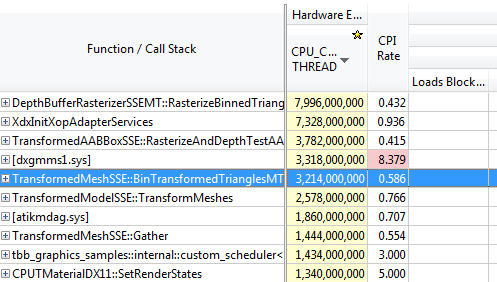 Hardware E...
Function / Call Stack
CPU_C...
THREAD
CPI
Rate
Loads Block...
DepthBufferRasterizerSSEMT::RasterizeBinnedTriang 7,996,000,000 0.432
XdxInitXopAdapterServices 7,328,000,000 0.936
TransformedAABBoxSSE::RasterizeAndDepthTestAA 3,782,000,000 0.415
[dxgmms1.sys] 3,318,000,000 8.379
TransformedMeshSSE::BinTransformedTrianglesMT 3,214,000,000 0.586
TransformedModelSSE::TransformMeshes 2,578,000,000 0.766
[atikmdag.sys] 1,860,000,000 0.707
TransformedMeshSSE::Gather 1,444,000,000 0.554
tbb_graphics_samples::internal::custom_scheduler< 1,434,000,000 3.000
CPUTMaterialDX11::SetRenderStates 1,340,000,000 5.000